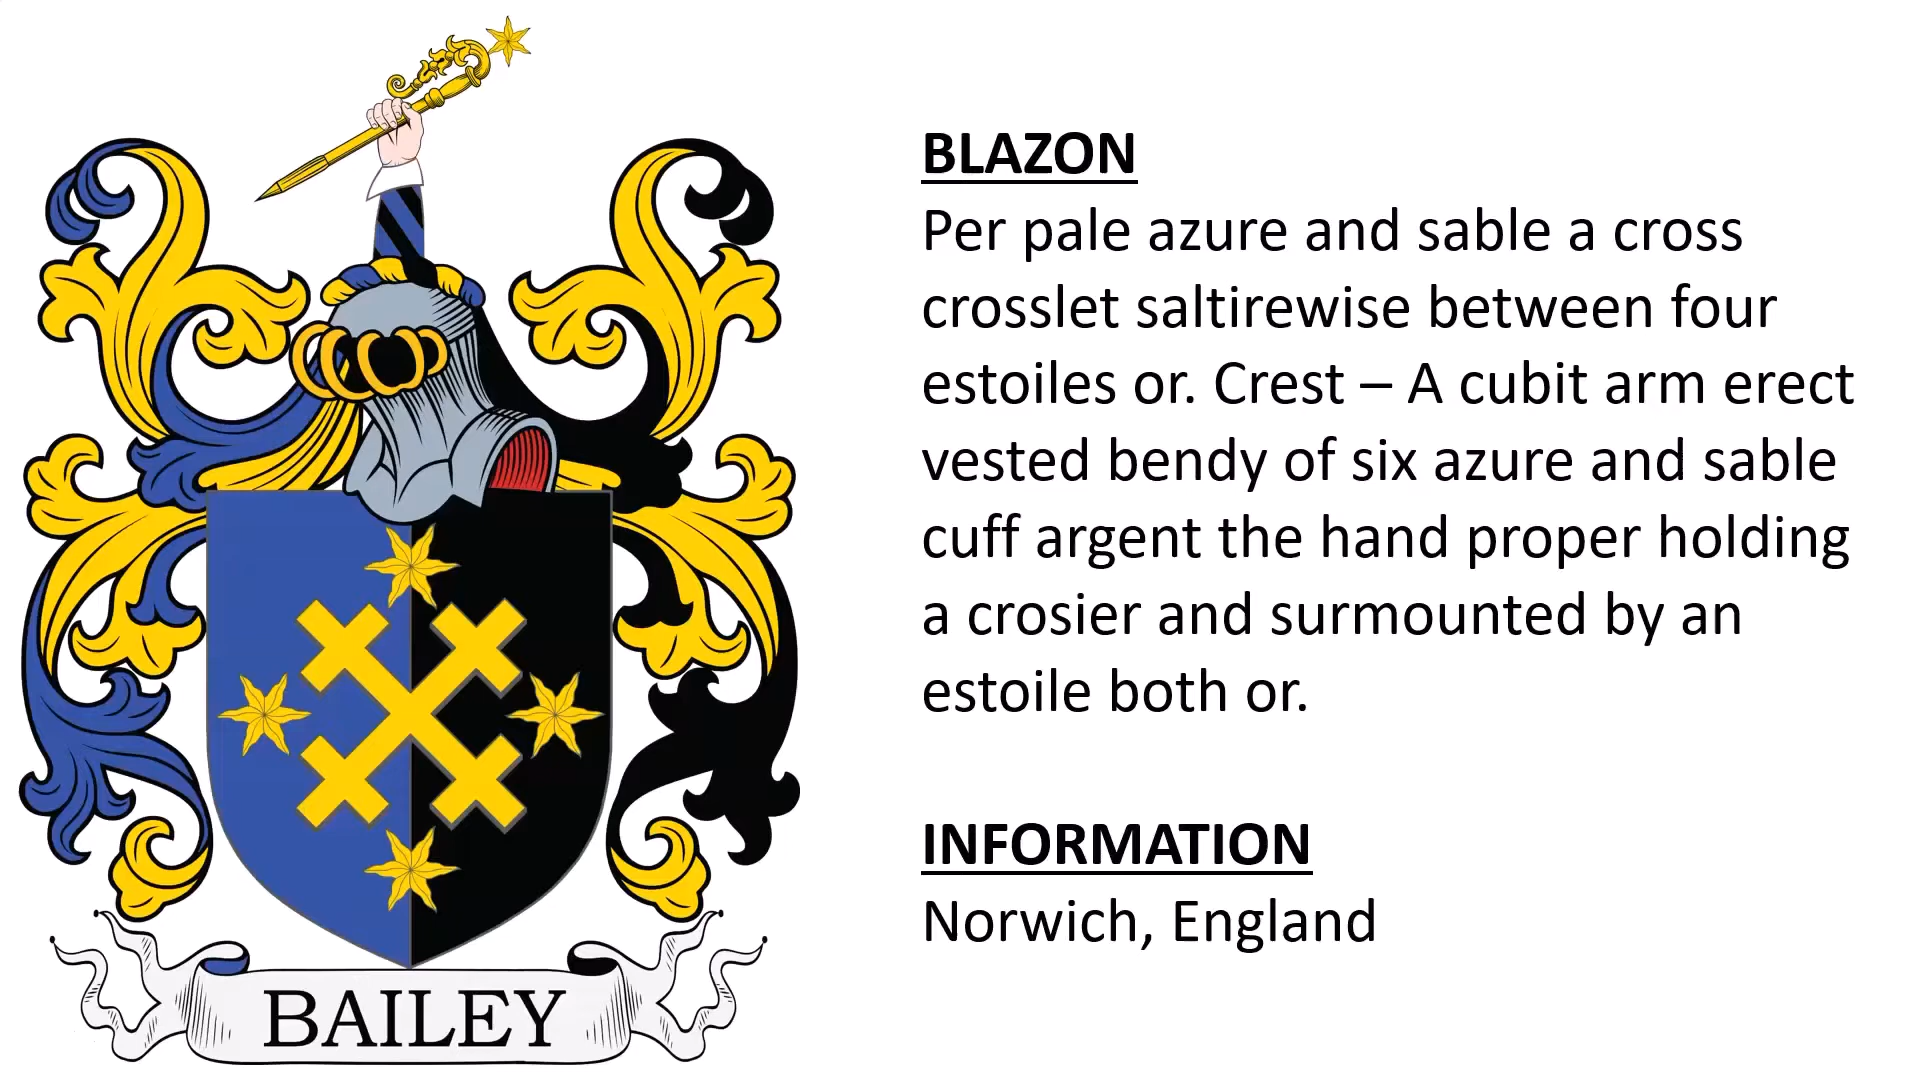 BLAZON
Per pale azure and sable a cross
crosslet saltirewise between four
estoiles or. Crest – A cubit arm erect
vested bendy of six azure and sable
cuff argent the hand proper holding
a crosier and surmounted by an
estoile both or.
INFORMATION
Norwich, England
BAILEY